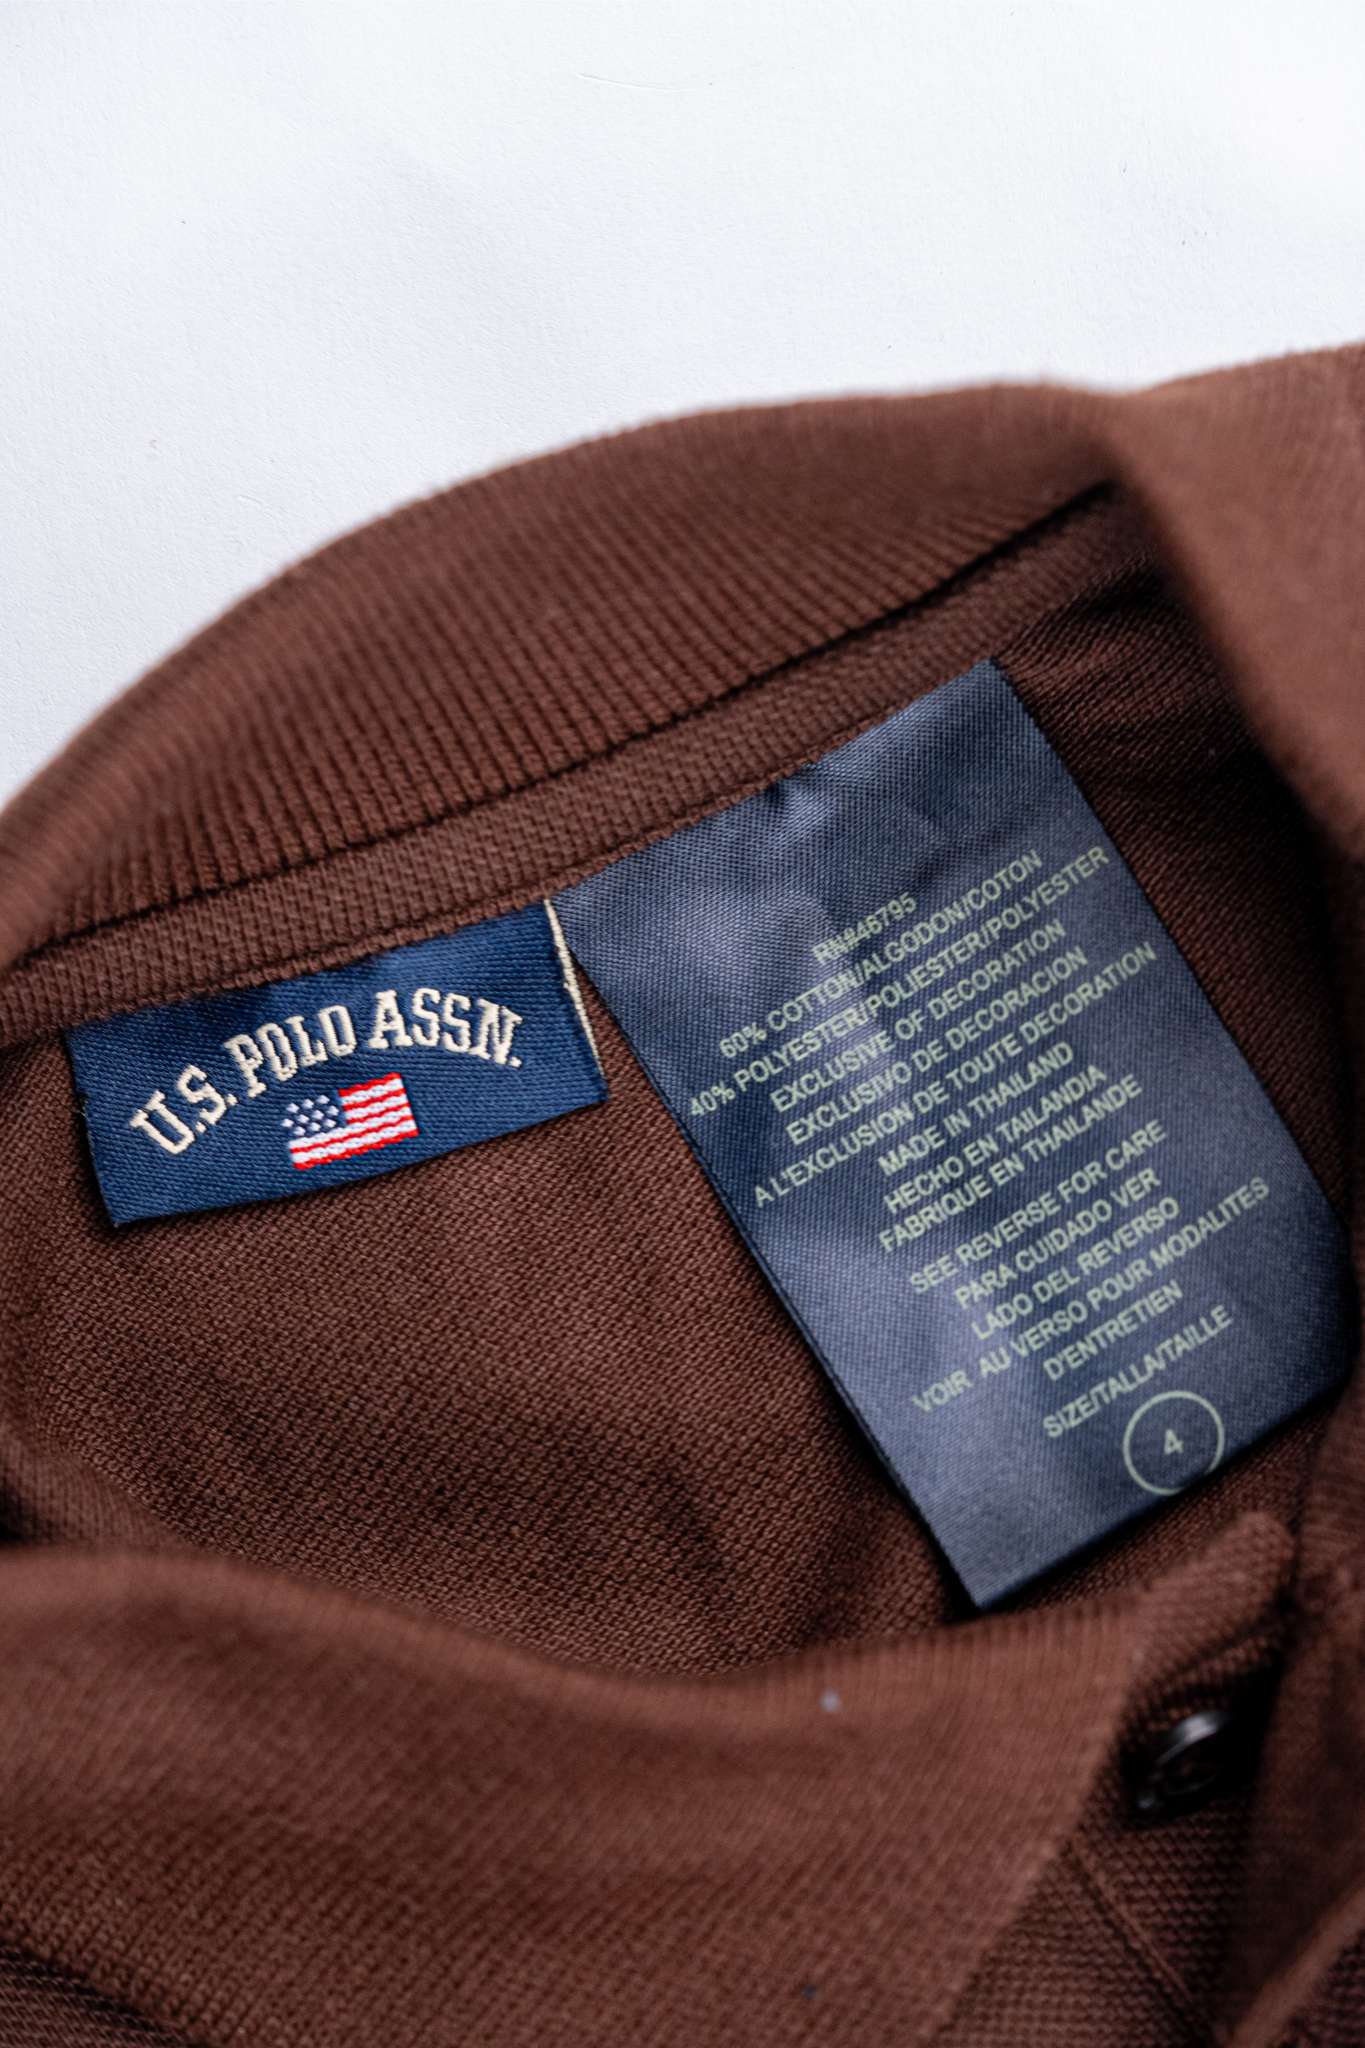 U.S. POLO ASSN.
RN#46795
60% COTTON/ALGODON/COTON
40% POLYESTER/POLIESTER/POLYESTER
EXCLUSIVE OF DECORATION
EXCLUSIVO DE DECORACION
A L'EXCLUSION DE TOUTE DECORATION
MADE IN THAILAND
HECHO EN TAILANDIA
FABRIQUE EN THAILANDE
SEE REVERSE FOR CARE
PARA CUIDADO VER
LADO DEL REVERSO
VOIR AU VERSO POUR MODALITES
D'ENTRETIEN
SIZE/TALLA/TAILLE
4